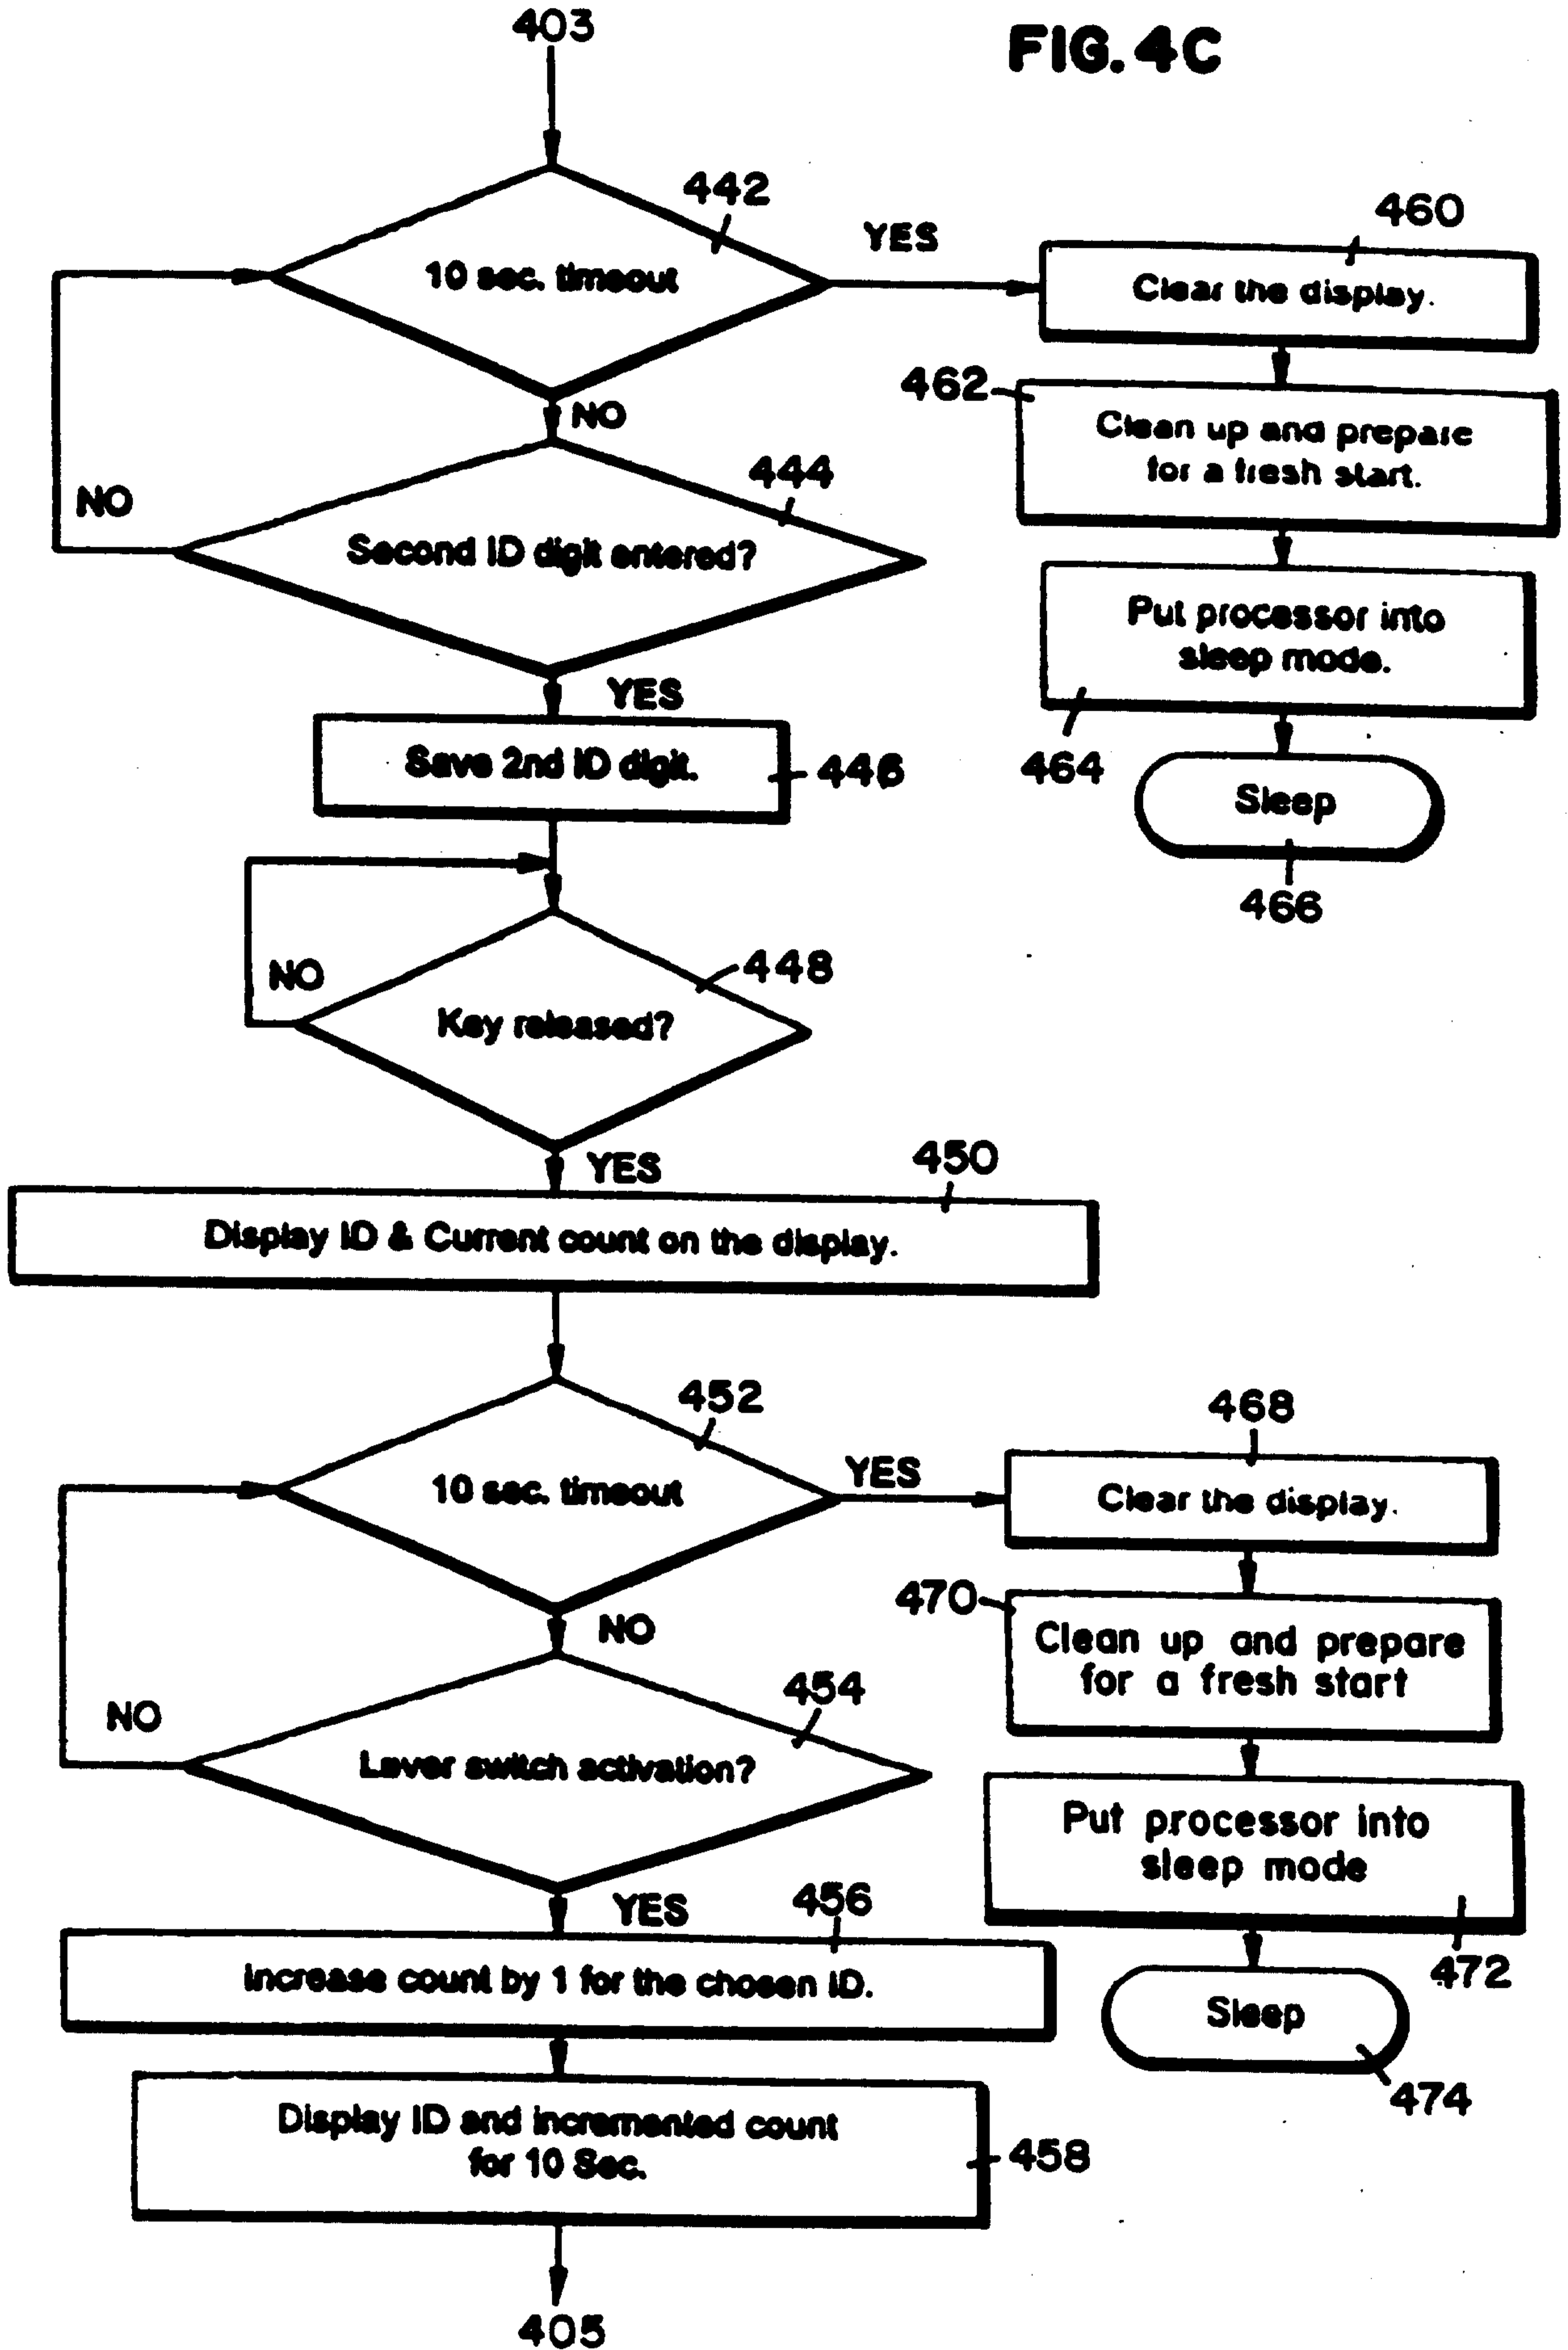 403
FIG. 4C
442
10 sec. timeout
YES
460
Clear the display.
NO
462
Clean up and prepare
for a fresh start.
444
NO
Second ID digit entered?
Put processor into
sleep mode.
464
YES
Save 2nd ID digit.
446
Sleep
466
NO
448
Key released?
YES
450
Display ID & Current count on the display.
452
10 sec. timeout
YES
468
Clear the display.
NO
470
Clean up and prepare
for a fresh start
454
NO
Lever switch activation?
Put processor into
sleep mode
472
YES
456
Increase count by 1 for the chosen ID.
Sleep
474
Display ID and incremented count
for 10 Sec.
458
405